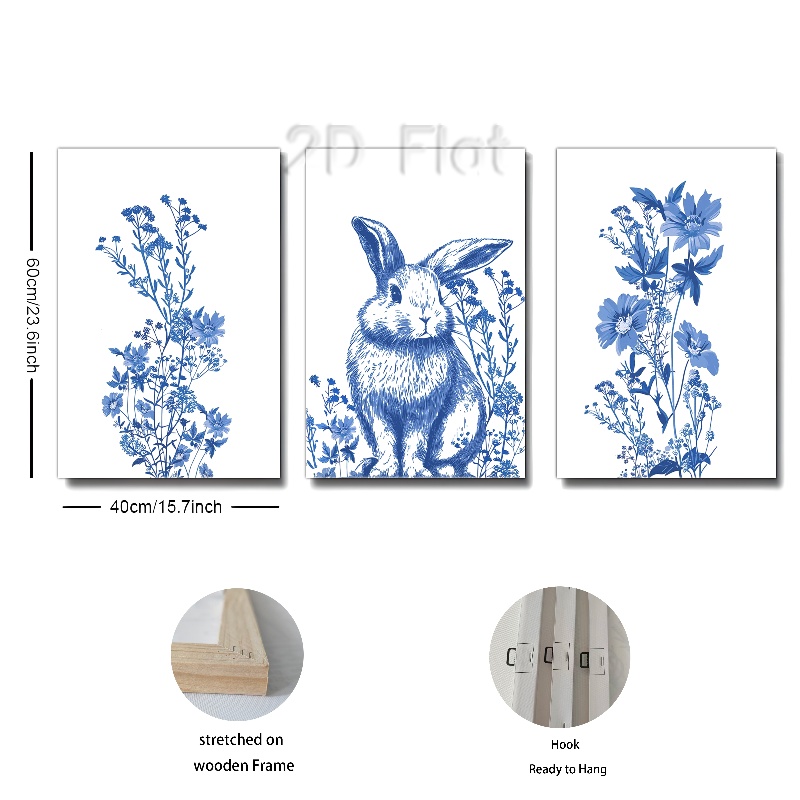 2D Flat
60cm/23.6inch
40cm/15.7inch
stretched on
wooden Frame
Hook
Ready to Hang